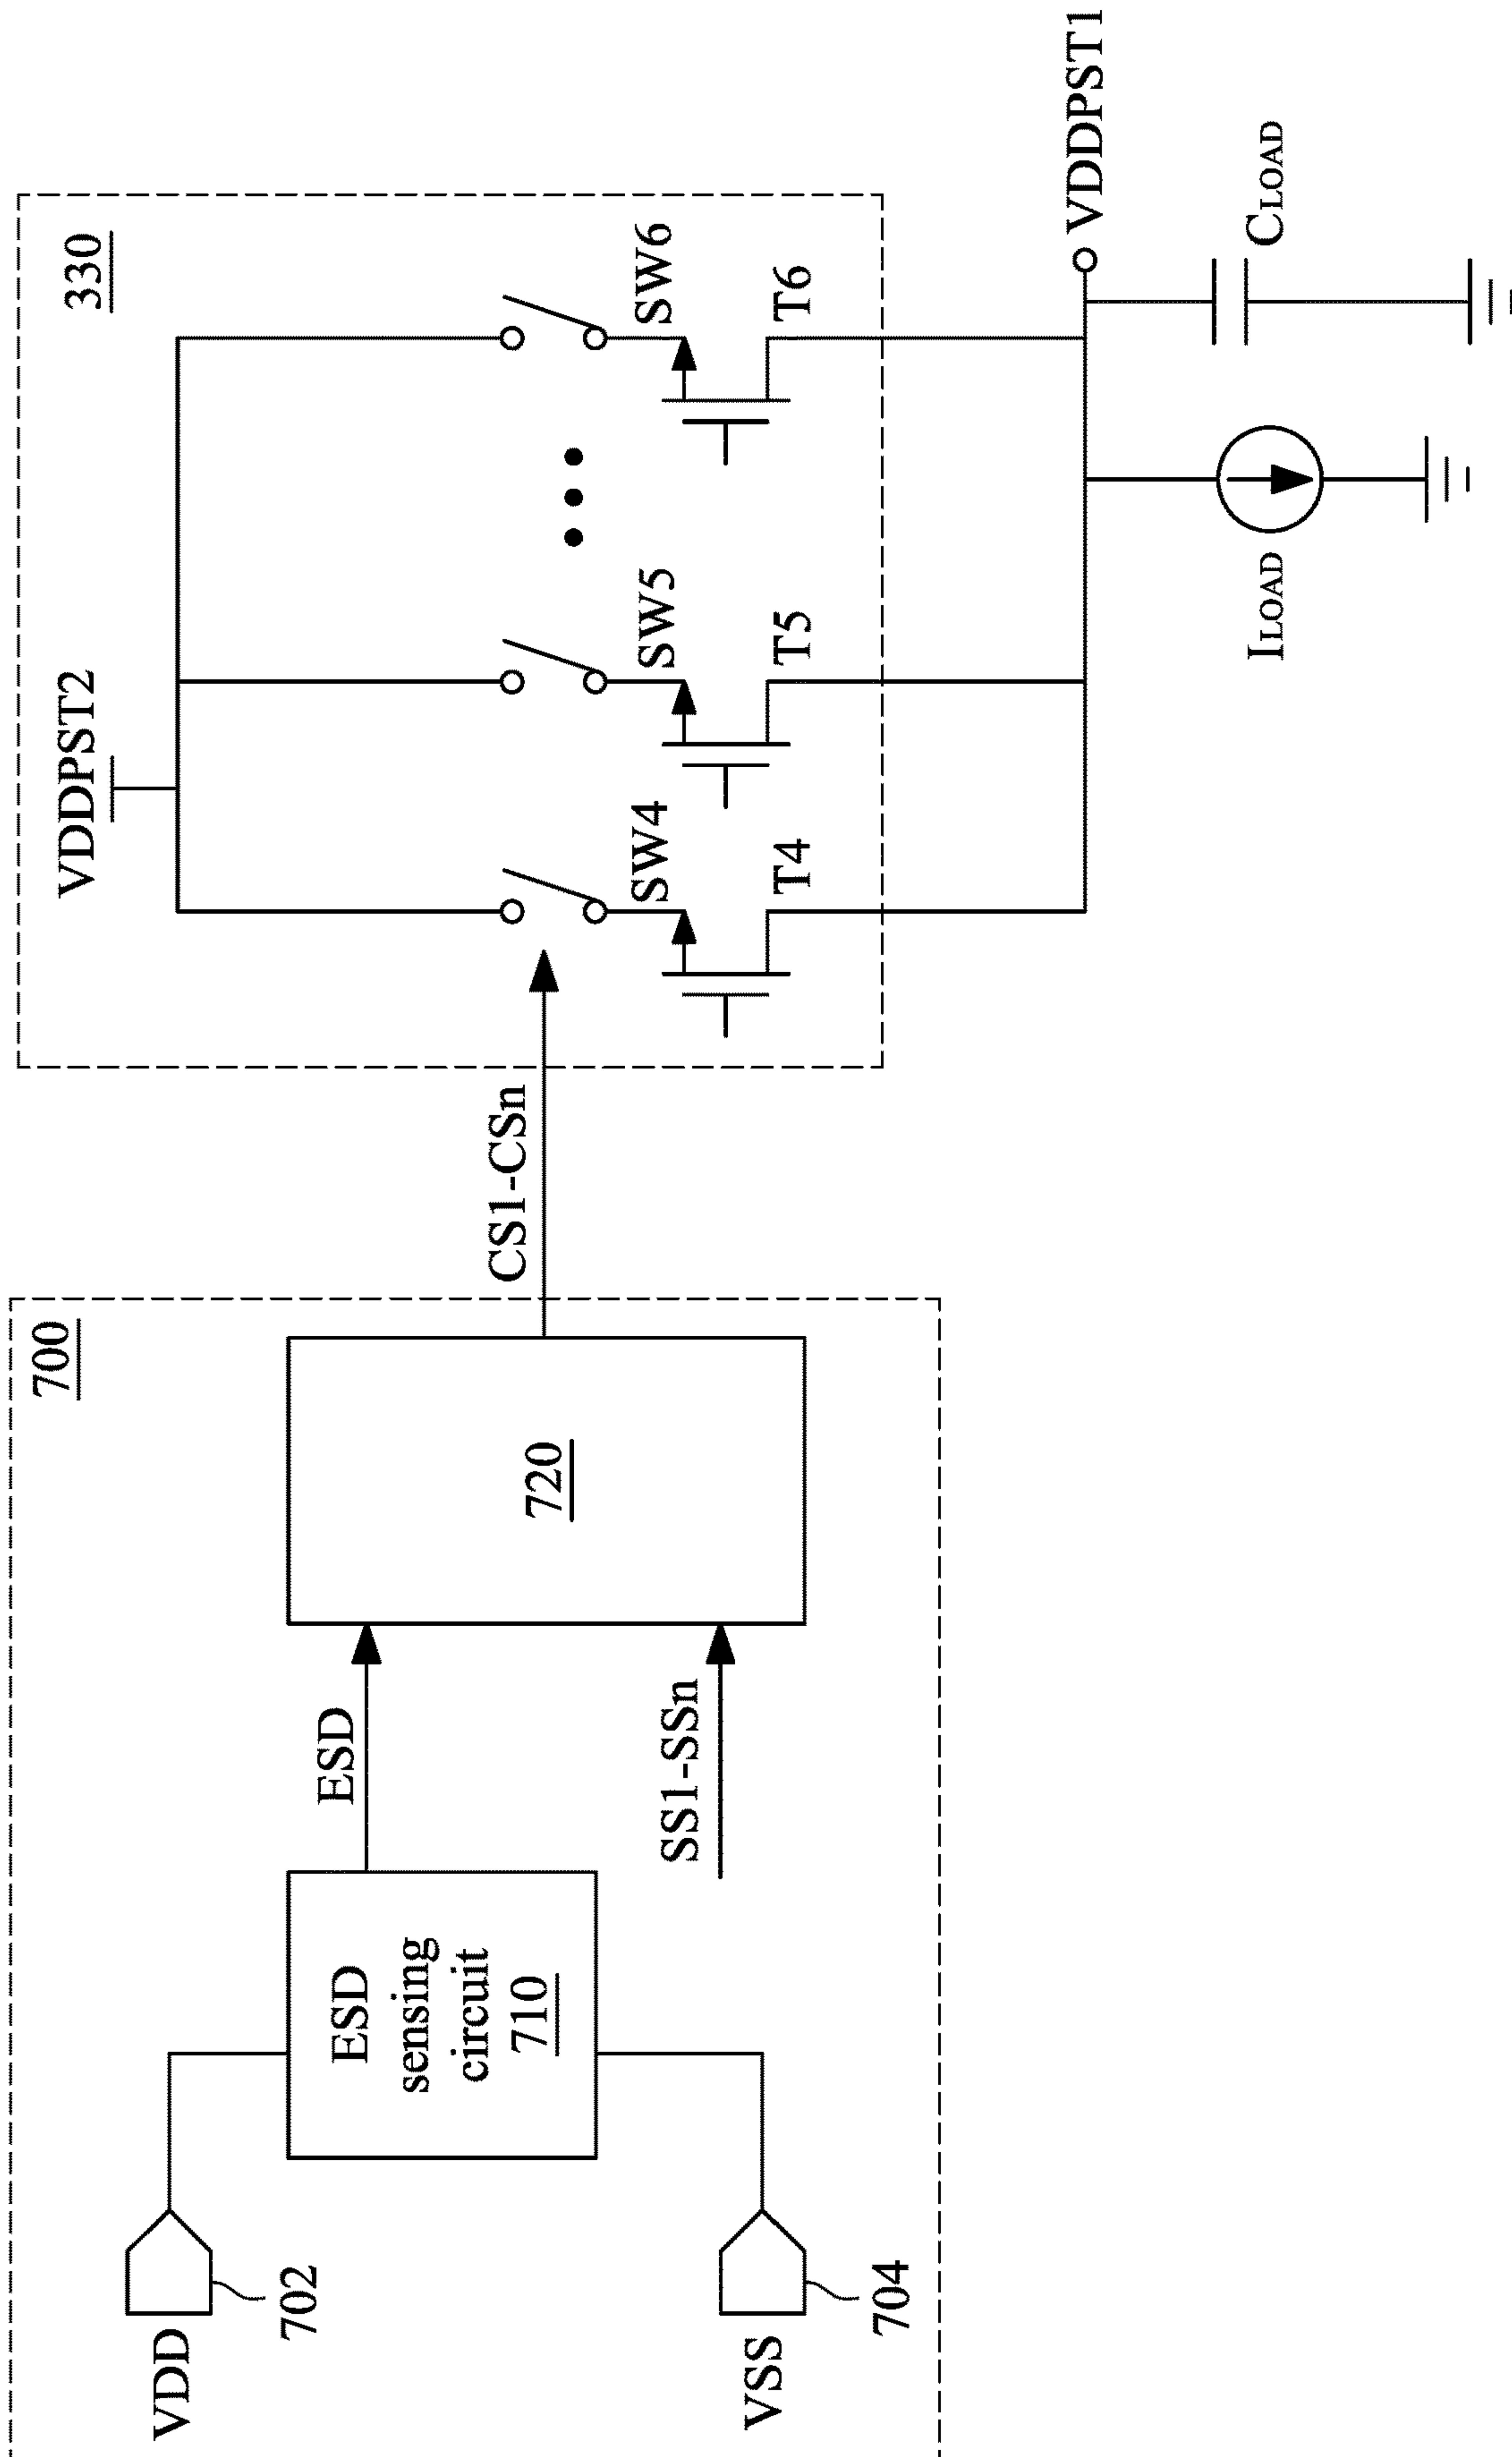 700
VDD
702
VSS
704
ESD
sensing
circuit
710
ESD
SS1-SSn
720
CS1-CSn
330
VDDPST2
SW4
T4
SW5
T5
SW6
T6
VDDPST1
ILOAD
CLOAD